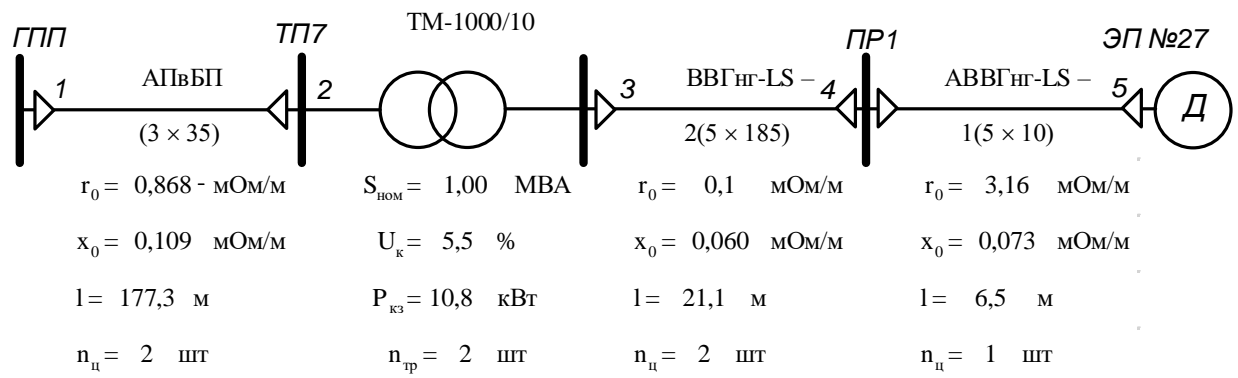 ГПП ТП7 ТМ-1000/10 ПР1 ЭП №27
1 АПвБП 2 3 ВВГнг-LS – 4 АВВГнг-LS – 5 Д
(3 × 35) 2(5 × 185) 1(5 × 10)
r₀ = 0,868 - мОм/м Sном = 1,00 МВА r₀ = 0,1 мОм/м r₀ = 3,16 мОм/м
x₀ = 0,109 мОм/м Uк = 5,5 % x₀ = 0,060 мОм/м x₀ = 0,073 мОм/м
l = 177,3 м Pкз = 10,8 кВт l = 21,1 м l = 6,5 м
nц = 2 шт nтр = 2 шт nц = 2 шт nц = 1 шт